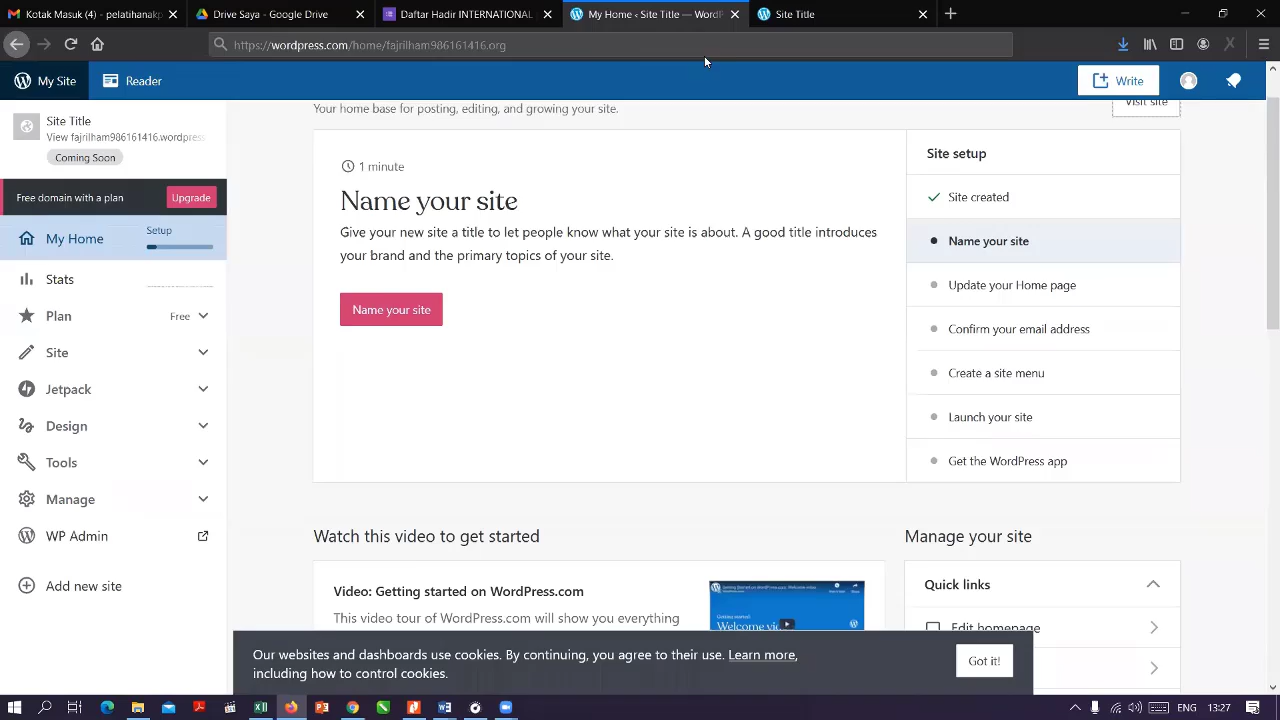 Kotak Masuk (4) - pelatihanakp
Drive Saya - Google Drive
Daftar Hadir INTERNATIONAL
My Home ‹ Site Title — WordP
Site Title
https://wordpress.com/home/fajrilham986161416.org
My Site
Reader
Write
Site Title
View fajrilham986161416.wordpress
Coming Soon
Free domain with a plan
Upgrade
My Home
Setup
Stats
Plan
Free
Site
Jetpack
Design
Tools
Manage
WP Admin
Add new site
Your home base for posting, editing, and growing your site.
Visit site
1 minute
Name your site
Give your new site a title to let people know what your site is about. A good title introduces
your brand and the primary topics of your site.
Name your site
Site setup
Site created
Name your site
Update your Home page
Confirm your email address
Create a site menu
Launch your site
Get the WordPress app
Watch this video to get started
Video: Getting started on WordPress.com
This video tour of WordPress.com will show you everything
Getting started
Manage your site
Quick links
Edit homepage
Our websites and dashboards use cookies. By continuing, you agree to their use. Learn more,
including how to control cookies.
Got it!
13:27